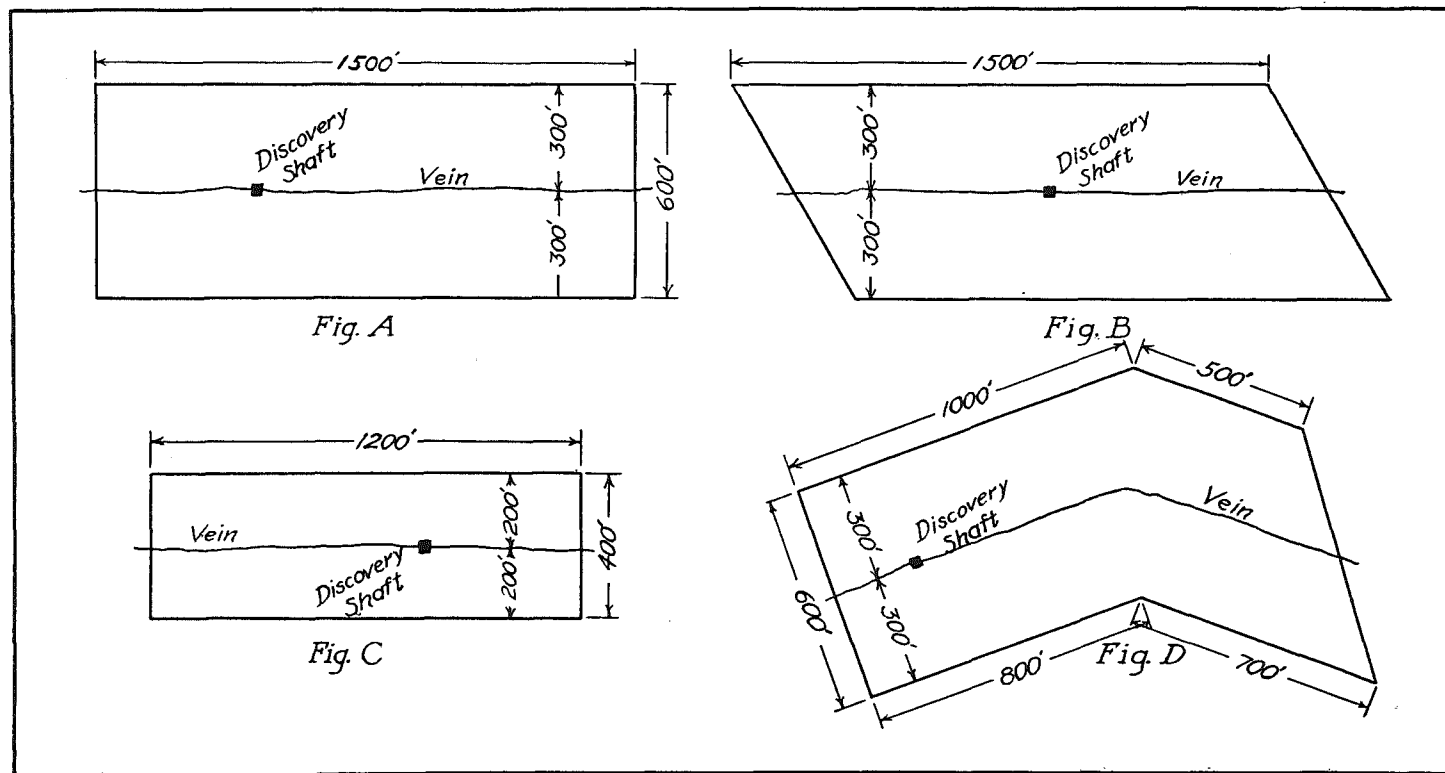 1500'
Discovery
Shaft
Vein
300'
300'
600'
Fig. A
1500'
300'
Discovery
Shaft
Vein
300'
Fig. B
1200'
Vein
200'
200'
400'
Discovery
Shaft
Fig. C
1000'
500'
300'
Discovery
Shaft
Vein
600'
300'
800'
Fig. D
700'